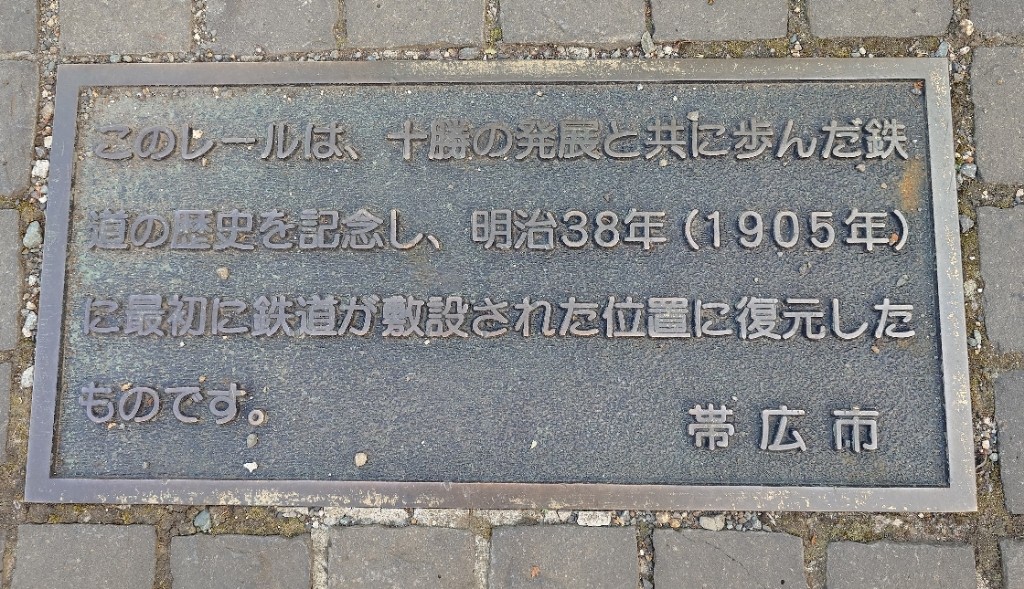 このレールは、十勝の発展と共に歩んだ鉄
道の歴史を記念し、明治38年(1905年)
に最初に鉄道が敷設された位置に復元した
ものです。
帯広市